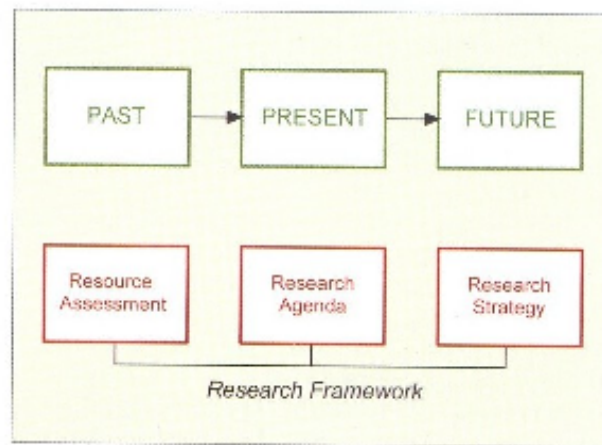 PAST
PRESENT
FUTURE
Resource
Assessment
Research
Agenda
Research
Strategy
Research Framework